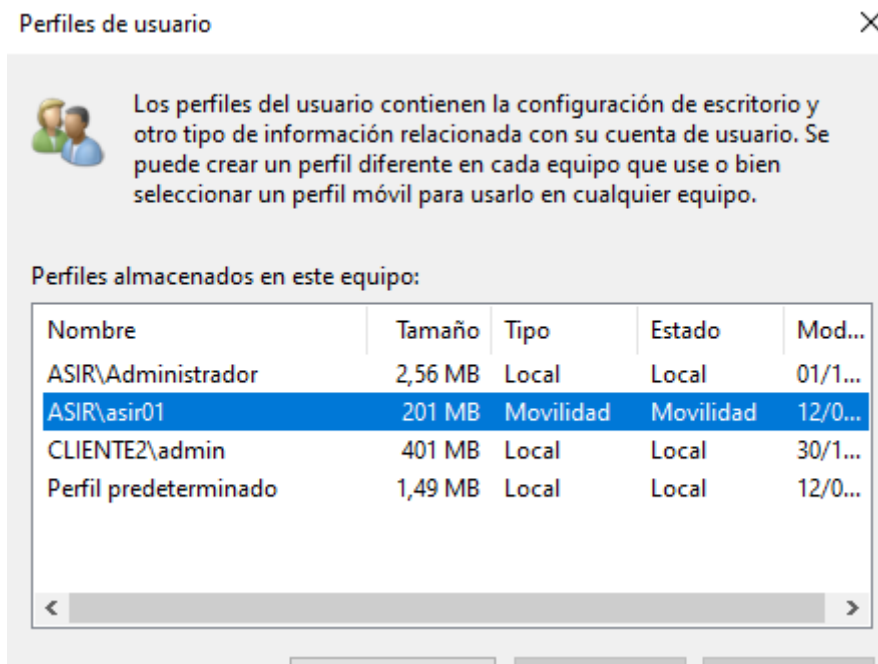 Perfiles de usuario
Los perfiles del usuario contienen la configuración de escritorio y
otro tipo de información relacionada con su cuenta de usuario. Se
puede crear un perfil diferente en cada equipo que use o bien
seleccionar un perfil móvil para usarlo en cualquier equipo.
Perfiles almacenados en este equipo:
Nombre Tamaño Tipo Estado Mod...
ASIR\Administrador 2,56 MB Local Local 01/1...
ASIR\asir01 201 MB Movilidad Movilidad 12/0...
CLIENTE2\admin 401 MB Local Local 30/1...
Perfil predeterminado 1,49 MB Local Local 12/0...